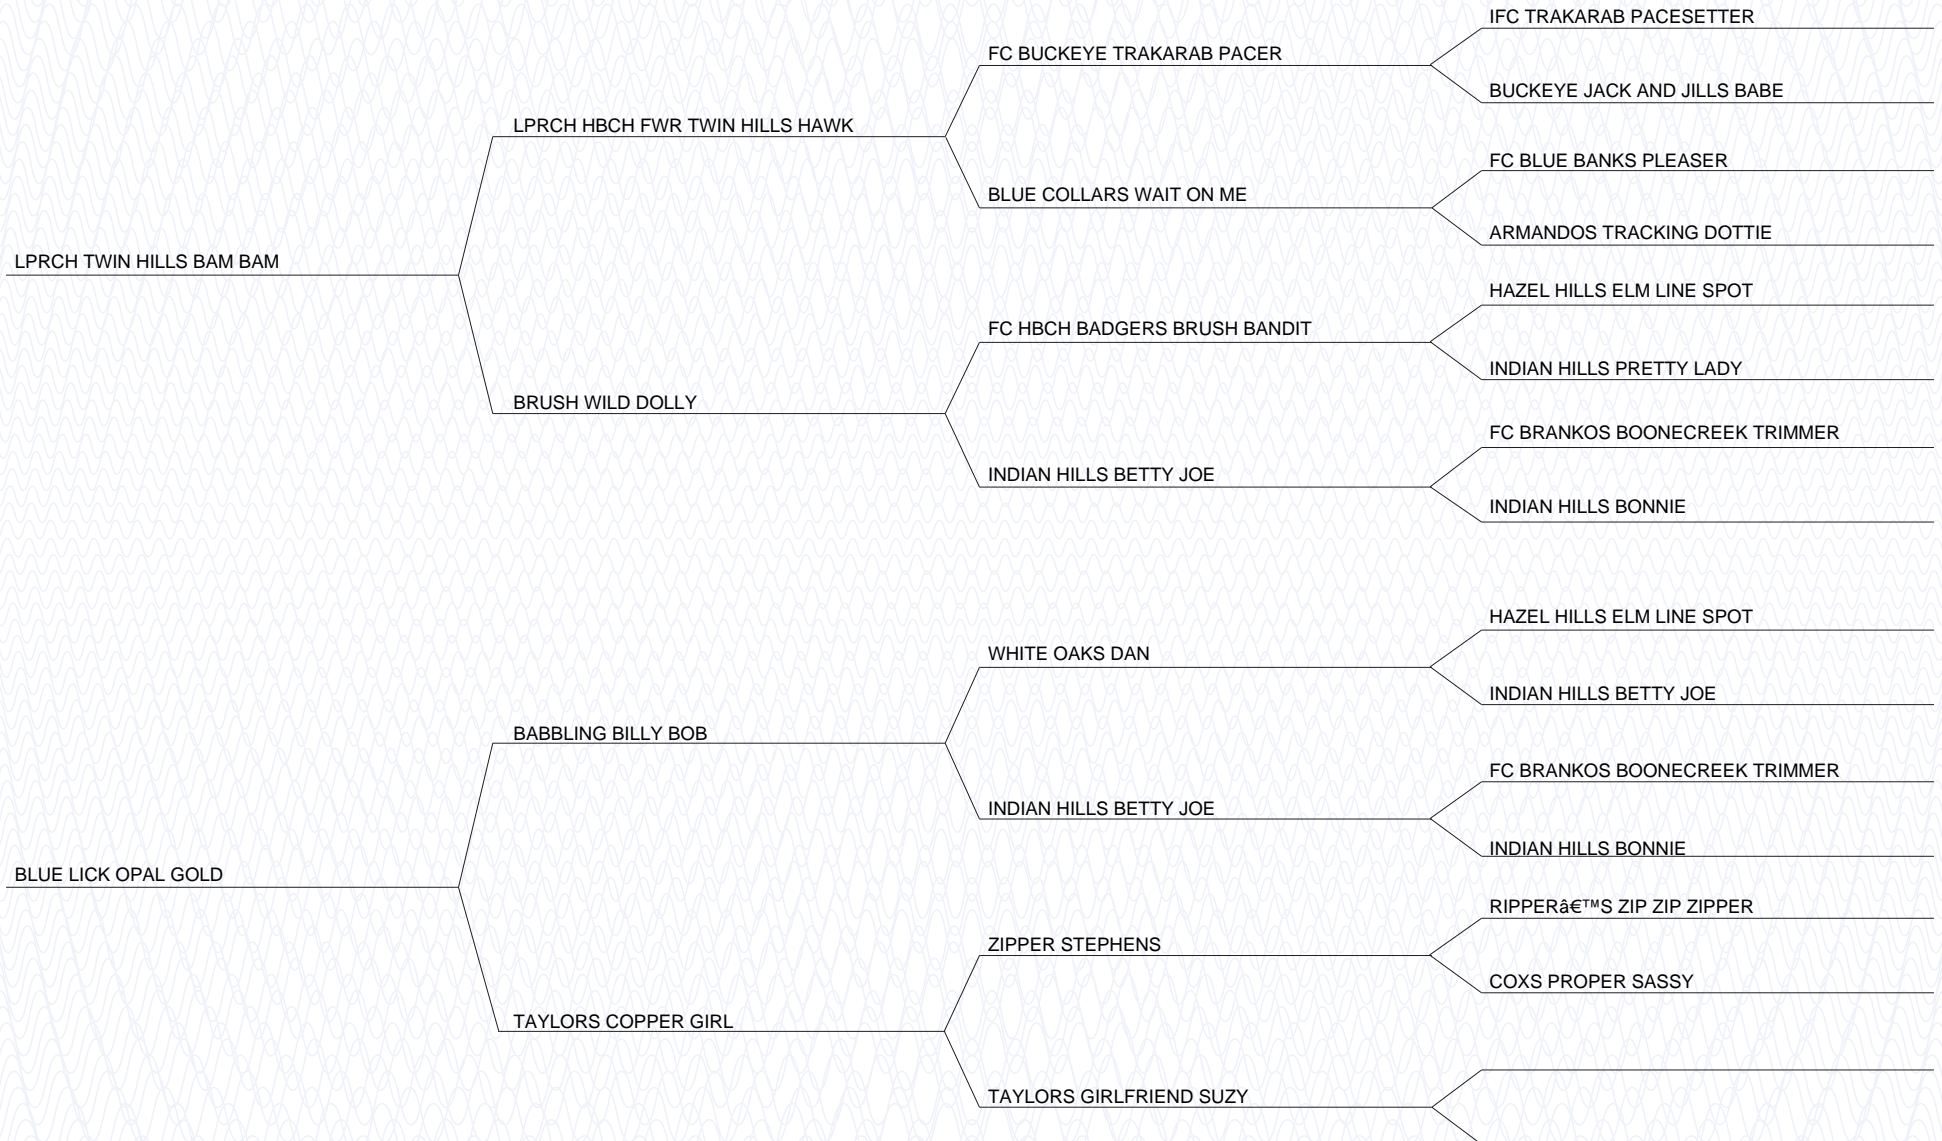 IFC TRAKARAB PACESETTER
FC BUCKEYE TRAKARAB PACER
BUCKEYE JACK AND JILLS BABE
LPRCH HBCH FWR TWIN HILLS HAWK
FC BLUE BANKS PLEASER
BLUE COLLARS WAIT ON ME
ARMANDOS TRACKING DOTTIE
LPRCH TWIN HILLS BAM BAM
HAZEL HILLS ELM LINE SPOT
FC HBCH BADGERS BRUSH BANDIT
INDIAN HILLS PRETTY LADY
BRUSH WILD DOLLY
FC BRANKOS BOONECREEK TRIMMER
INDIAN HILLS BETTY JOE
INDIAN HILLS BONNIE
HAZEL HILLS ELM LINE SPOT
WHITE OAKS DAN
INDIAN HILLS BETTY JOE
BABBLING BILLY BOB
FC BRANKOS BOONECREEK TRIMMER
INDIAN HILLS BETTY JOE
INDIAN HILLS BONNIE
BLUE LICK OPAL GOLD
RIPPERâ€™S ZIP ZIP ZIPPER
ZIPPER STEPHENS
COXS PROPER SASSY
TAYLORS COPPER GIRL
TAYLORS GIRLFRIEND SUZY